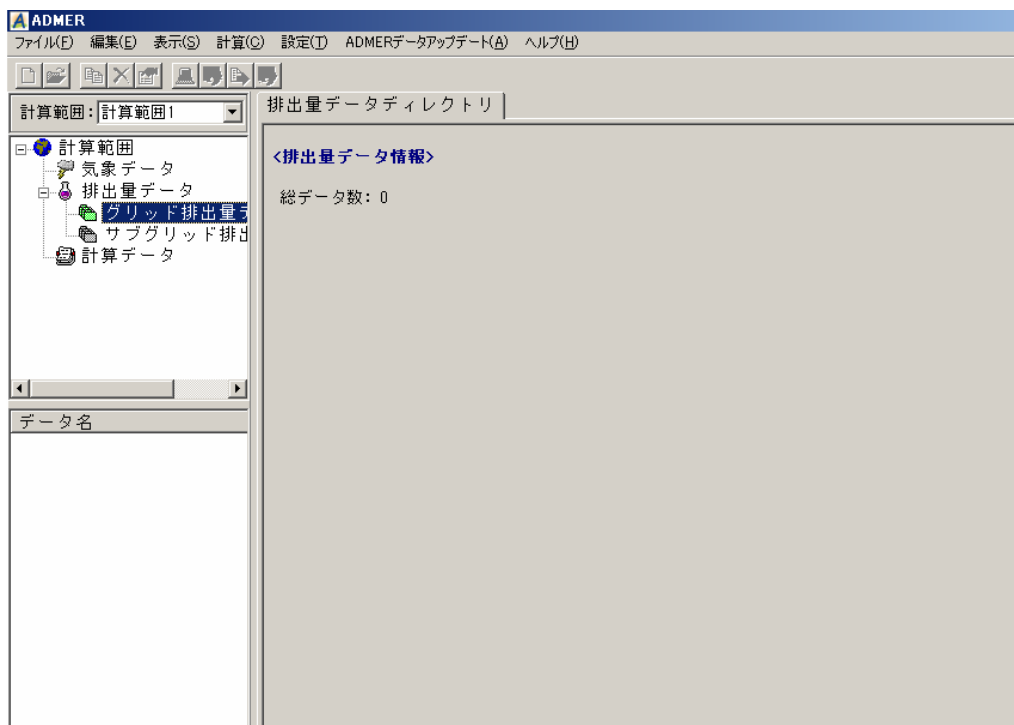 ADMER
ファイル(F) 編集(E) 表示(S) 計算(C) 設定(T) ADMERデータアップデート(A) ヘルプ(H)
計算範囲: 計算範囲1
排出量データディレクトリ
計算範囲
気象データ
排出量データ
グリッド排出量デ
サブグリッド排出
計算データ
<排出量データ情報>
総データ数: 0
データ名